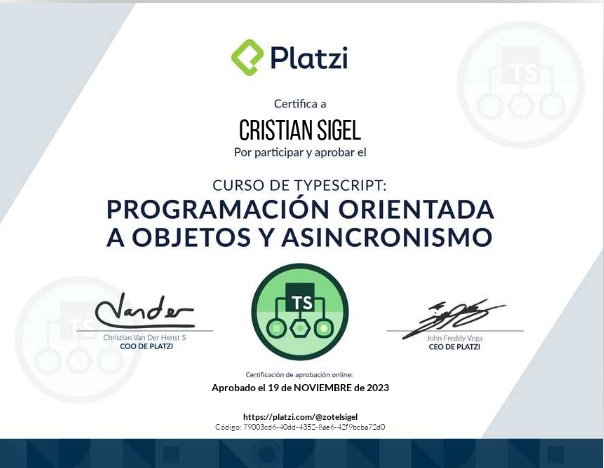 Platzi
TS
Certifica a
CRISTIAN SIGEL
Por participar y aprobar el
CURSO DE TYPESCRIPT:
PROGRAMACIÓN ORIENTADA
A OBJETOS Y ASINCRONISMO
TS
Vander
Christian Van Der Henst S
COO DE PLATZI
John Freddy Vega
CEO DE PLATZI
Certificación de aprobación online:
Aprobado el 19 de NOVIEMBRE de 2023
https://platzi.com/@zotelsigel
Código: 79003cd6-40dd-4352-8ae6-42f9bcba72d0